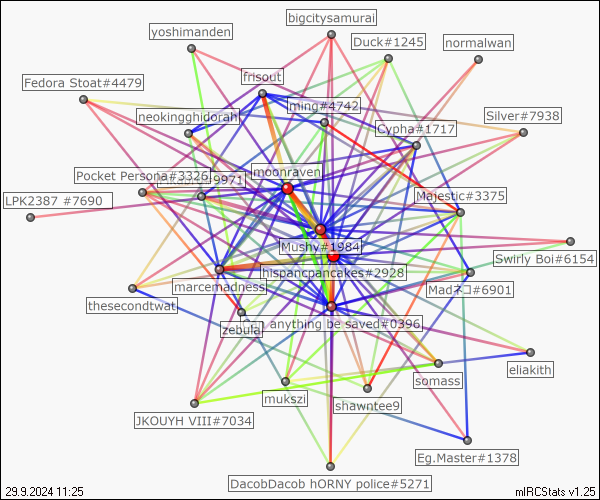 bigcitysamurai
yoshimanden
Duck#1245
normalwan
Fedora Stoat#4479
frisout
ming#4742
Silver#7938
neokingghidorah
Cypha#1717
moonraven
Pocket Persona#3326
9971
LPK2387 #7690
Majestic#3375
Mushy#1984
Swirly Boi#6154
hispancpancakes#2928
marcemadness
Madネコ#6901
thesecondtwat
zebula
anything be saved#0396
eliakith
somass
mukszi
shawntee9
JKOUYH VIII#7034
Eg.Master#1378
DacobDacob hORNY police#5271
29.9.2024 11:25
mIRCStats v1.25